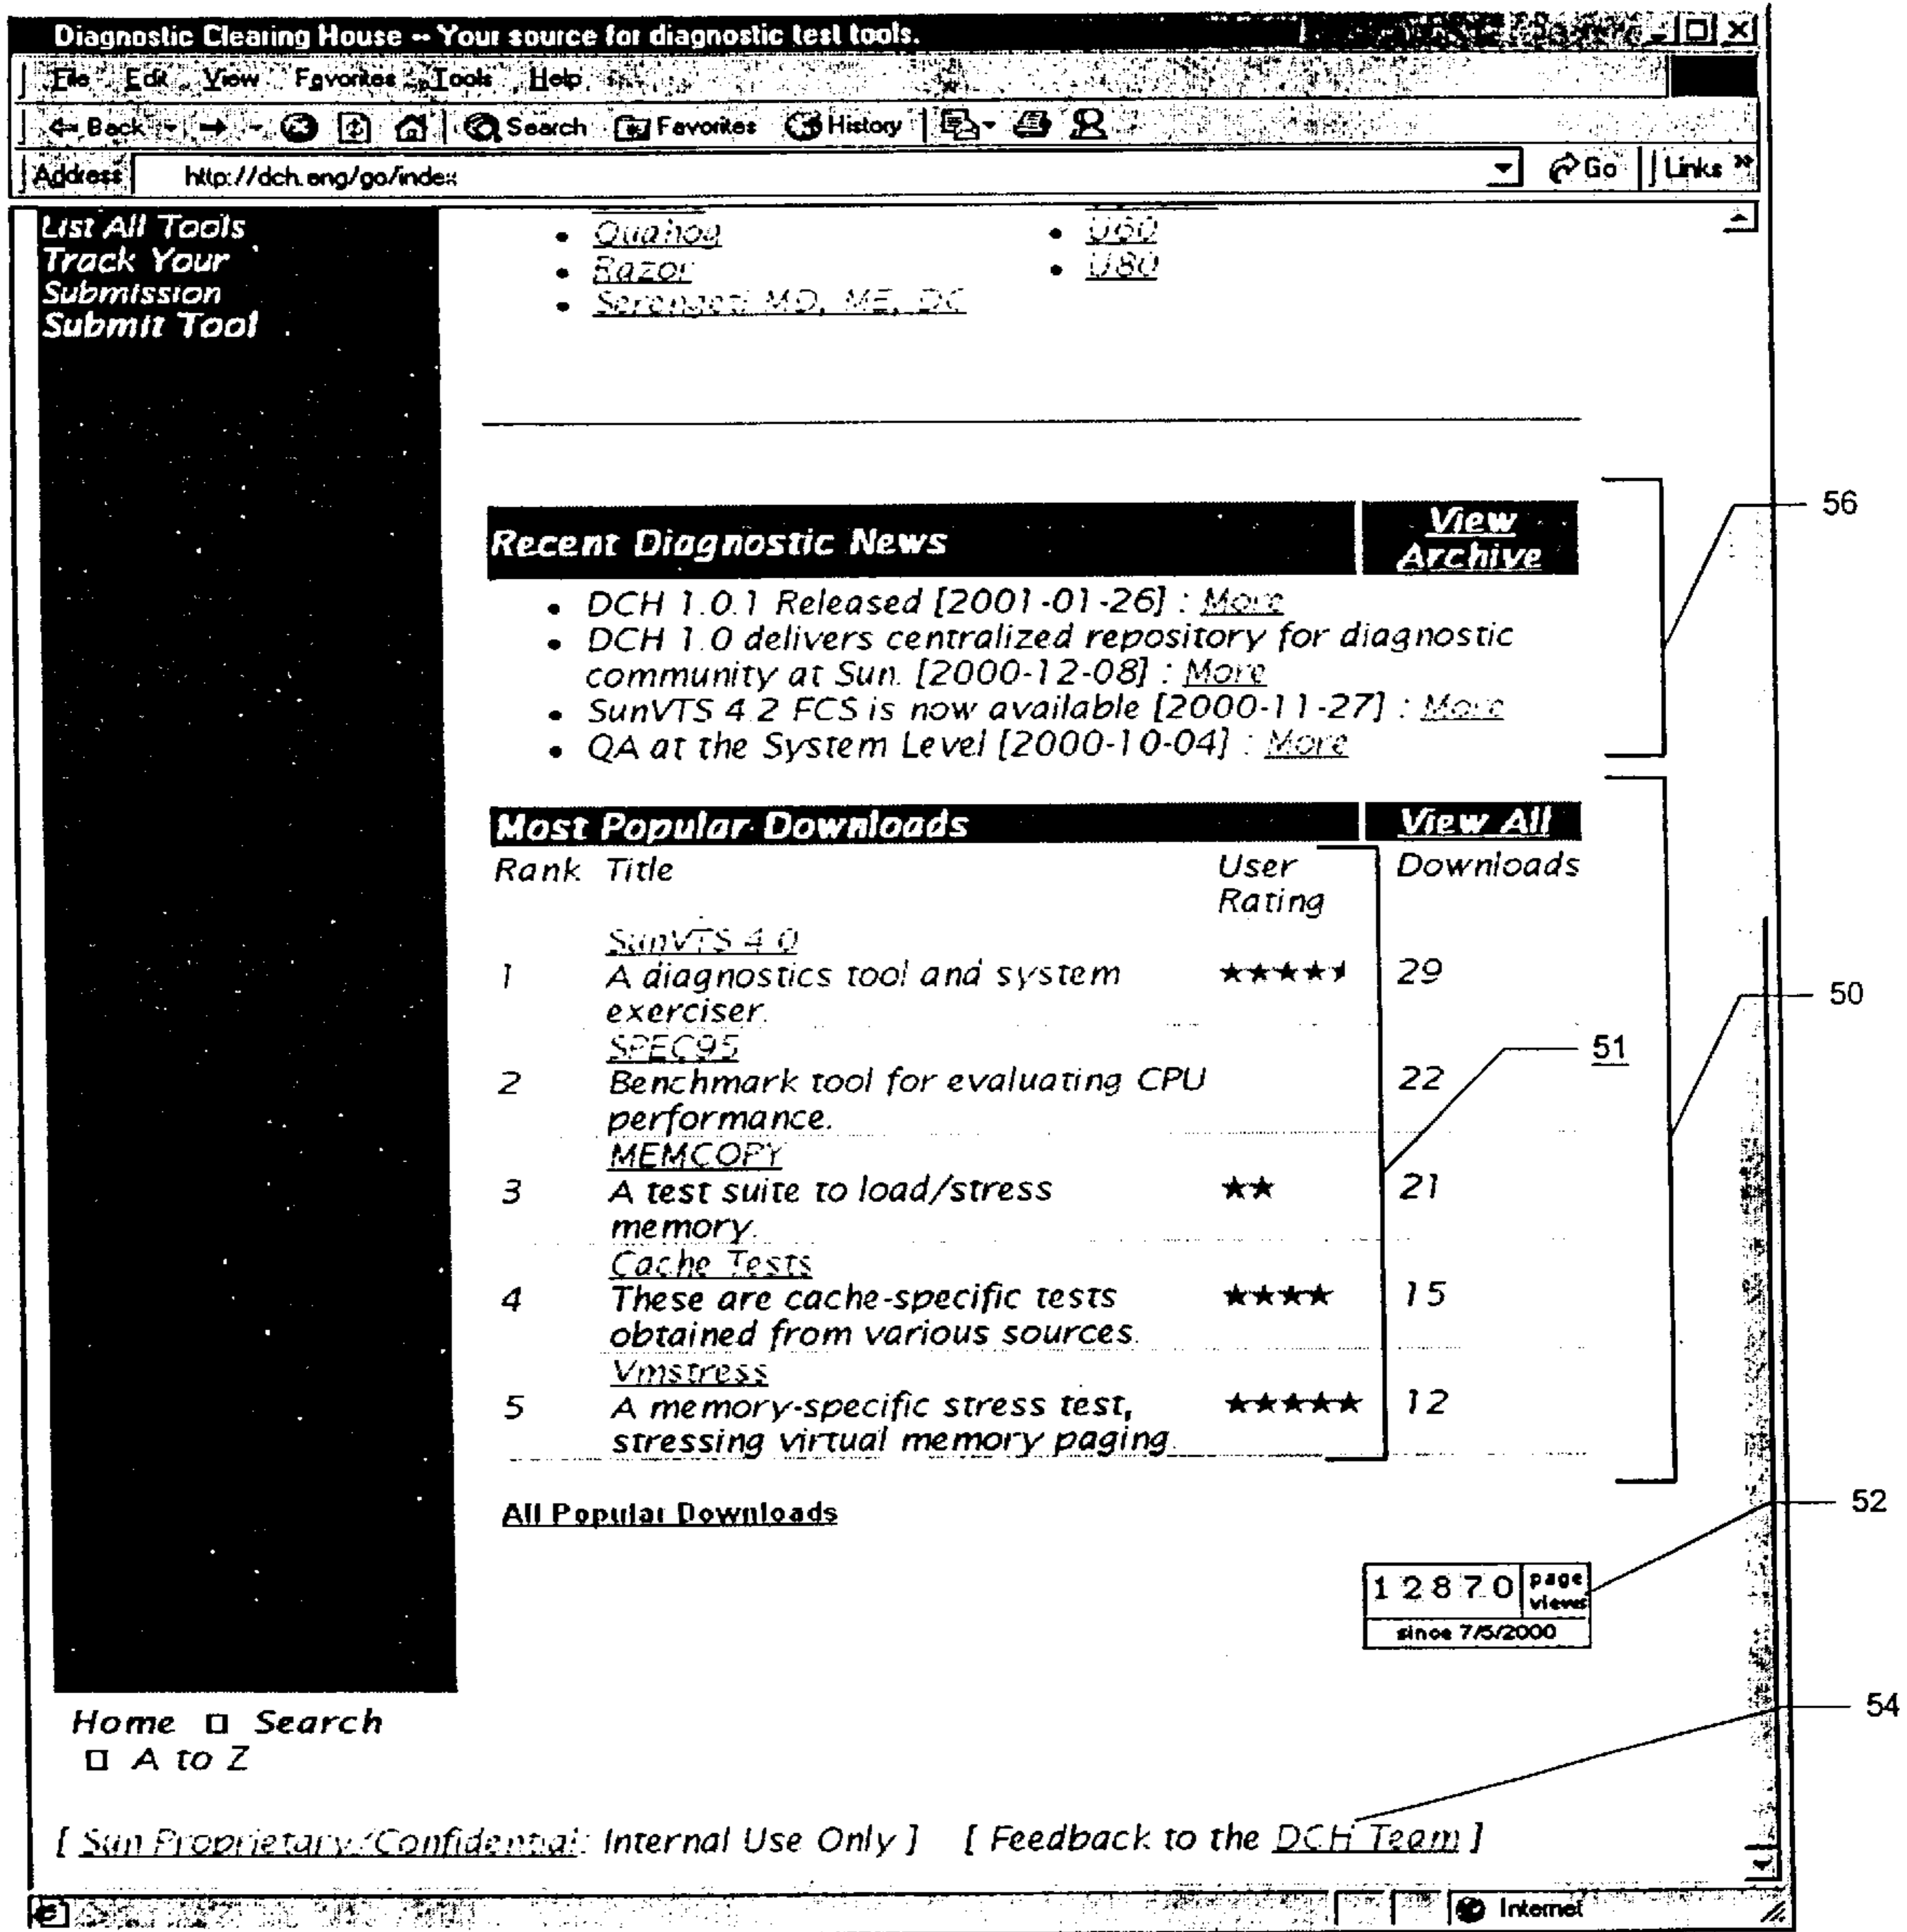 Diagnostic Clearing House -- Your source for diagnostic test tools.
File Edit View Favorites Tools Help
Back Search Favorites History
Address http://dch.eng/go/index Go Links »
List All Tools
Track Your
Submission
Submit Tool
• Quahog
• Razor
• Serengeti MD, ME, DC
• U60
• U80
56
Recent Diagnostic News View
Archive
• DCH 1.0.1 Released [2001-01-26] : More
• DCH 1.0 delivers centralized repository for diagnostic
community at Sun. [2000-12-08] : More
• SunVTS 4.2 FCS is now available [2000-11-27] : More
• QA at the System Level [2000-10-04] : More
Most Popular Downloads View All
Rank Title User Downloads
Rating
SunVTS 4.0
1 A diagnostics tool and system 29
exerciser.
50
SPEC95
51
2 Benchmark tool for evaluating CPU 22
performance.
MEMCOPY
3 A test suite to load/stress ★★ 21
memory.
Cache Tests
4 These are cache-specific tests ★★★★ 15
obtained from various sources.
Vmstress
5 A memory-specific stress test, ★★★★★ 12
stressing virtual memory paging.
All Popular Downloads
52
12870 page
views
since 7/5/2000
54
Home □ Search
□ A to Z
[ Sun Proprietary/Confidential: Internal Use Only ] [ Feedback to the DCH Team ]
Internet